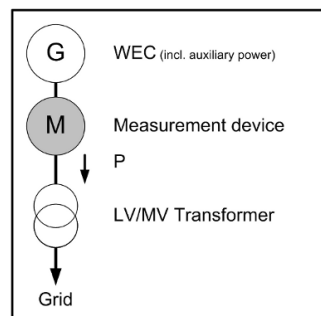 G WEC (incl. auxiliary power)
M Measurement device
P
LV/MV Transformer
Grid